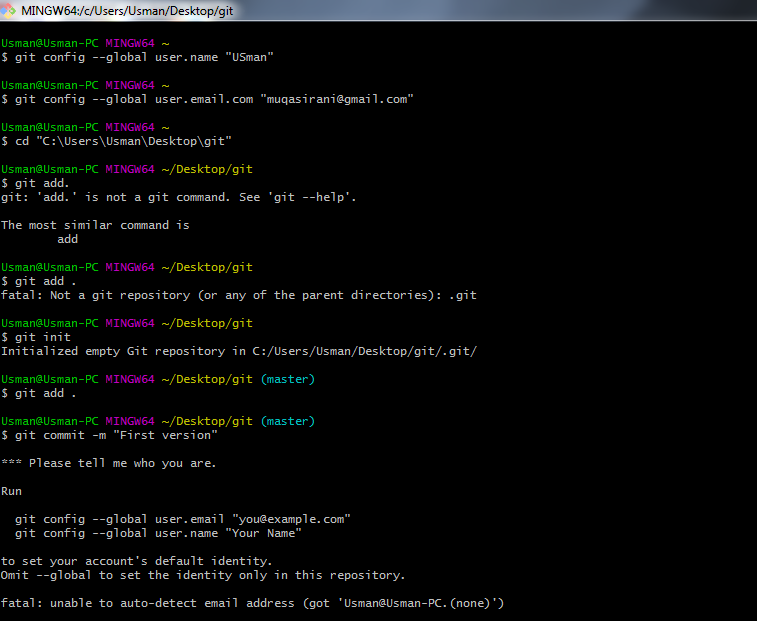 MINGW64:/c/Users/Usman/Desktop/git
Usman@Usman-PC MINGW64 ~
$ git config --global user.name "USman"
Usman@Usman-PC MINGW64 ~
$ git config --global user.email.com "muqasirani@gmail.com"
Usman@Usman-PC MINGW64 ~
$ cd "C:\Users\Usman\Desktop\git"
Usman@Usman-PC MINGW64 ~/Desktop/git
$ git add.
git: 'add.' is not a git command. See 'git --help'.
The most similar command is
        add
Usman@Usman-PC MINGW64 ~/Desktop/git
$ git add .
fatal: Not a git repository (or any of the parent directories): .git
Usman@Usman-PC MINGW64 ~/Desktop/git
$ git init
Initialized empty Git repository in C:/Users/Usman/Desktop/git/.git/
Usman@Usman-PC MINGW64 ~/Desktop/git (master)
$ git add .
Usman@Usman-PC MINGW64 ~/Desktop/git (master)
$ git commit -m "First version"
*** Please tell me who you are.
Run
  git config --global user.email "you@example.com"
  git config --global user.name "Your Name"
to set your account's default identity.
Omit --global to set the identity only in this repository.
fatal: unable to auto-detect email address (got 'Usman@Usman-PC.(none)')